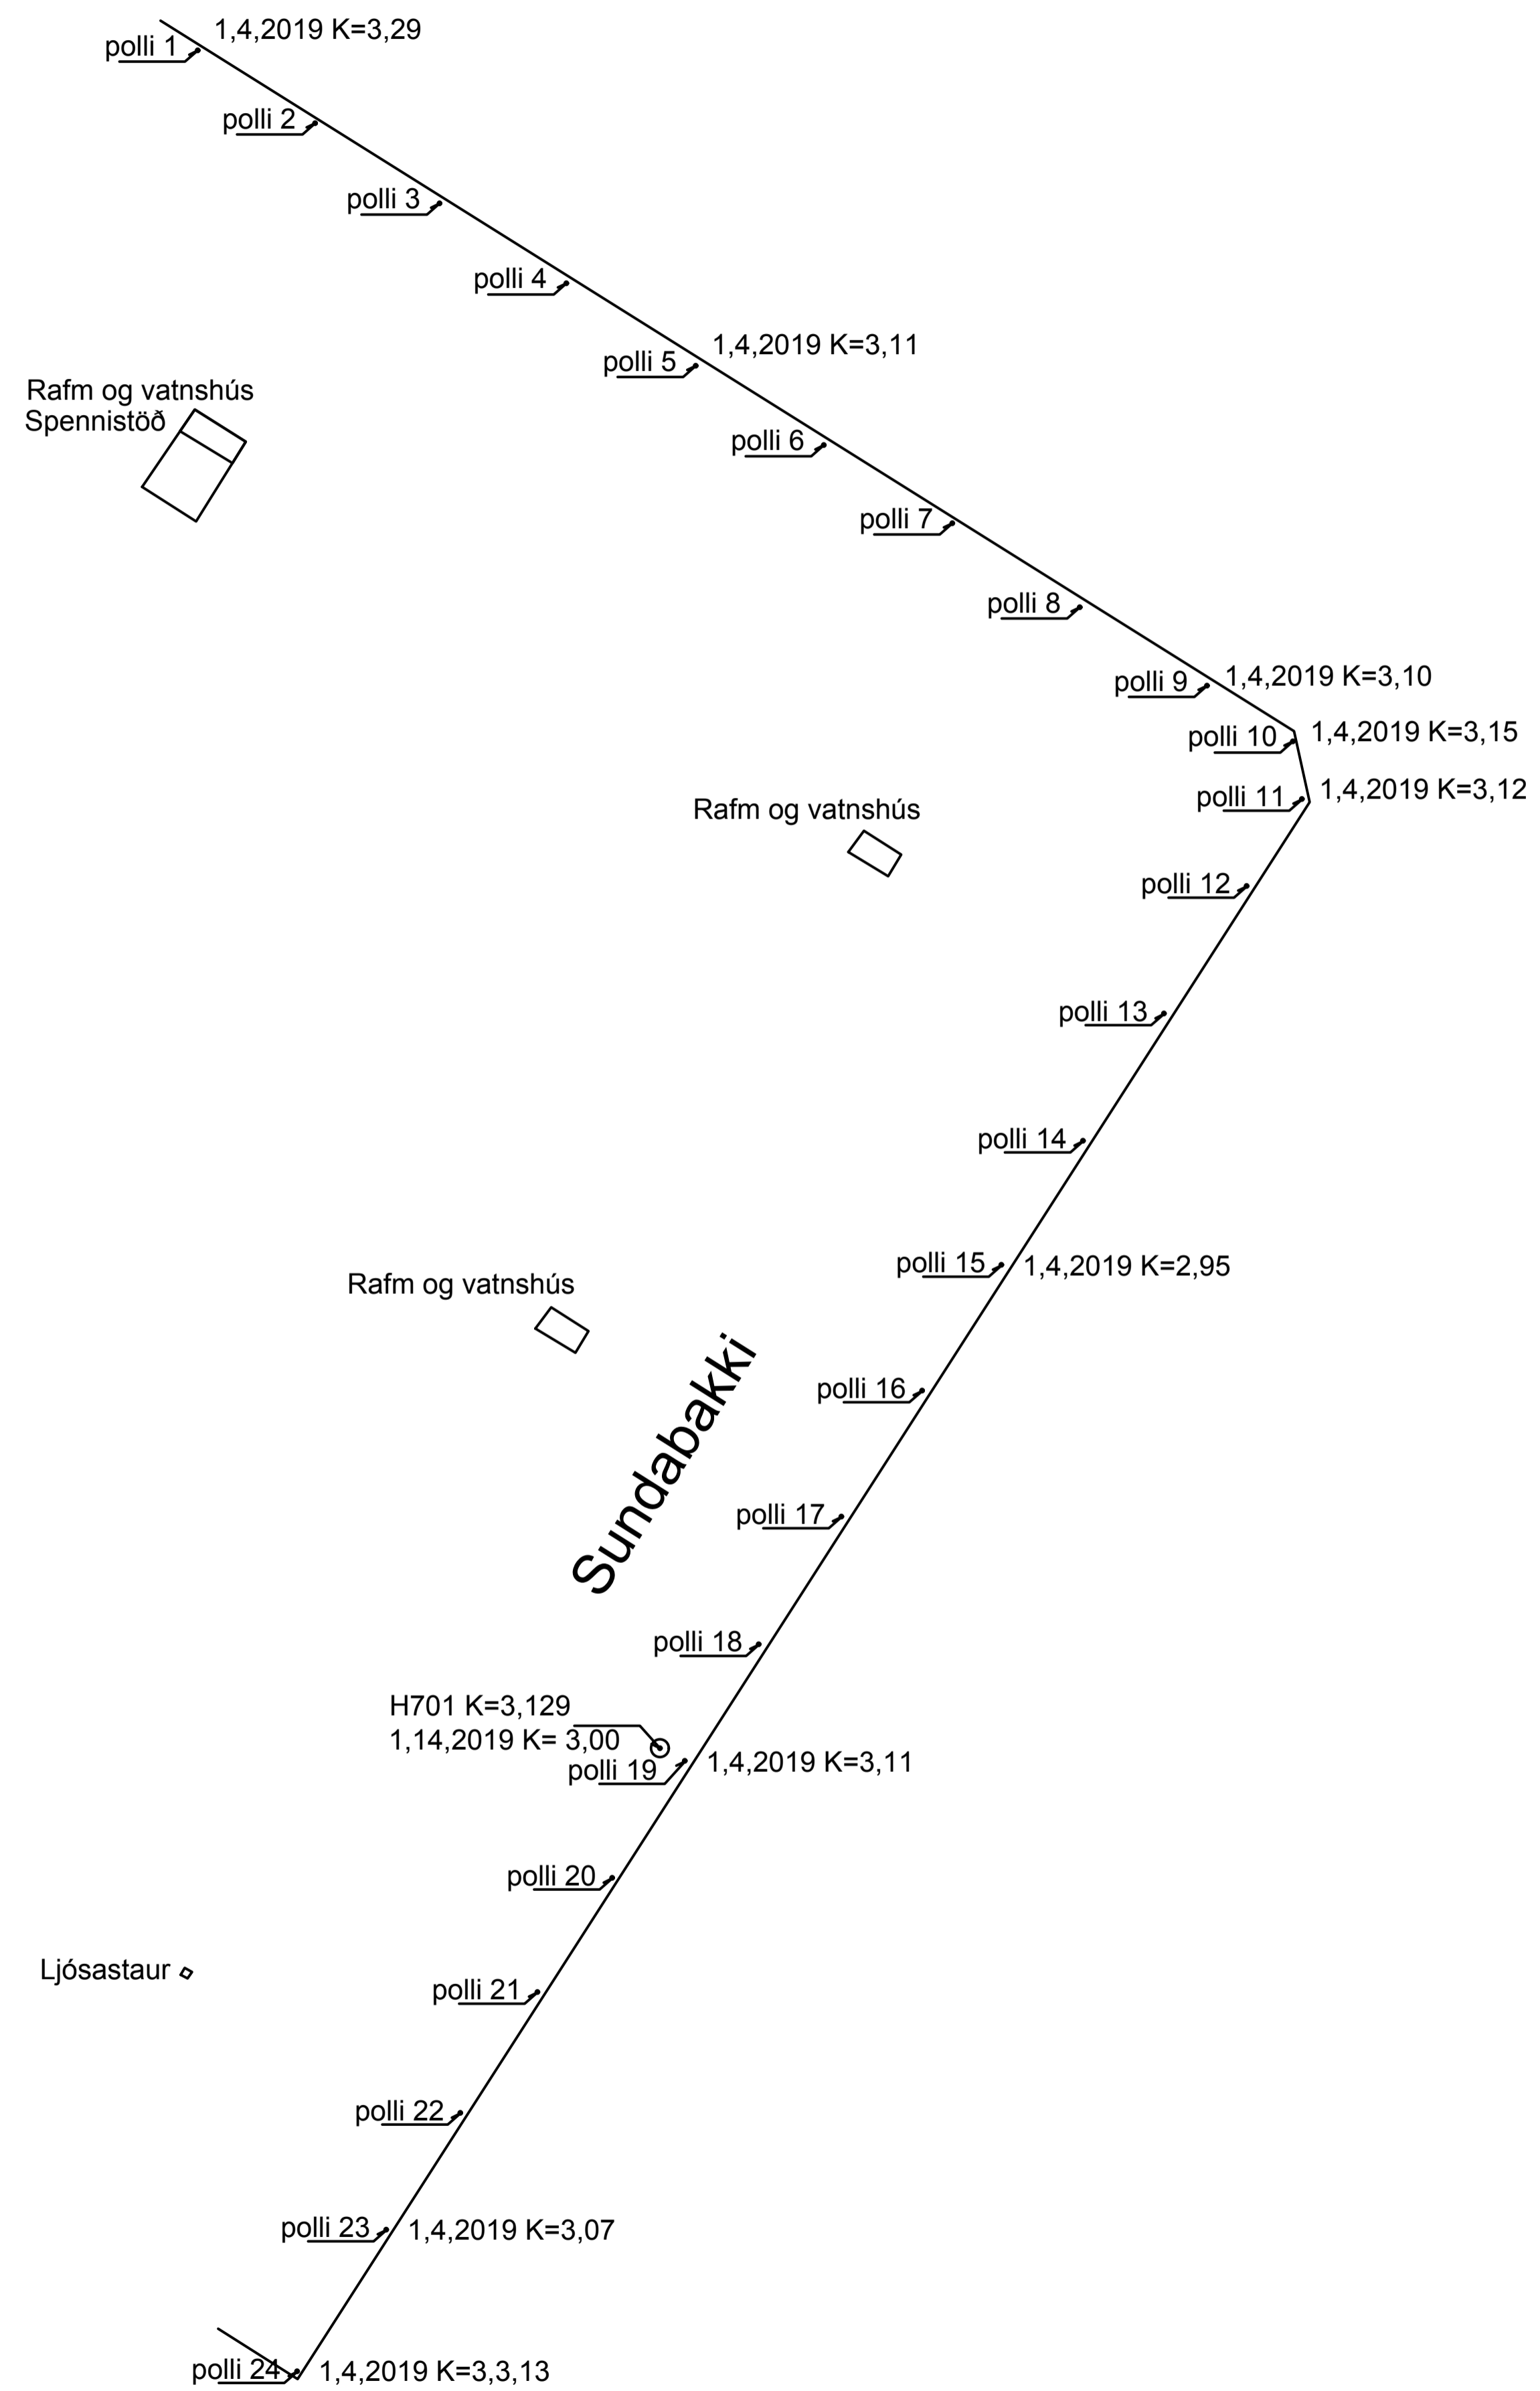 1,4,2019 K=3,29
polli 1
polli 2
polli 3
polli 4
1,4,2019 K=3,11
polli 5
Rafm og vatnshús
Spennistöð
polli 6
polli 7
polli 8
1,4,2019 K=3,10
polli 9
1,4,2019 K=3,15
polli 10
1,4,2019 K=3,12
polli 11
Rafm og vatnshús
polli 12
polli 13
polli 14
polli 15
1,4,2019 K=2,95
Rafm og vatnshús
polli 16
Sundabakki
polli 17
polli 18
H701 K=3,129
1,14,2019 K= 3,00
polli 19
1,4,2019 K=3,11
polli 20
Ljósastaur
polli 21
polli 22
polli 23
1,4,2019 K=3,07
polli 24
1,4,2019 K=3,3,13